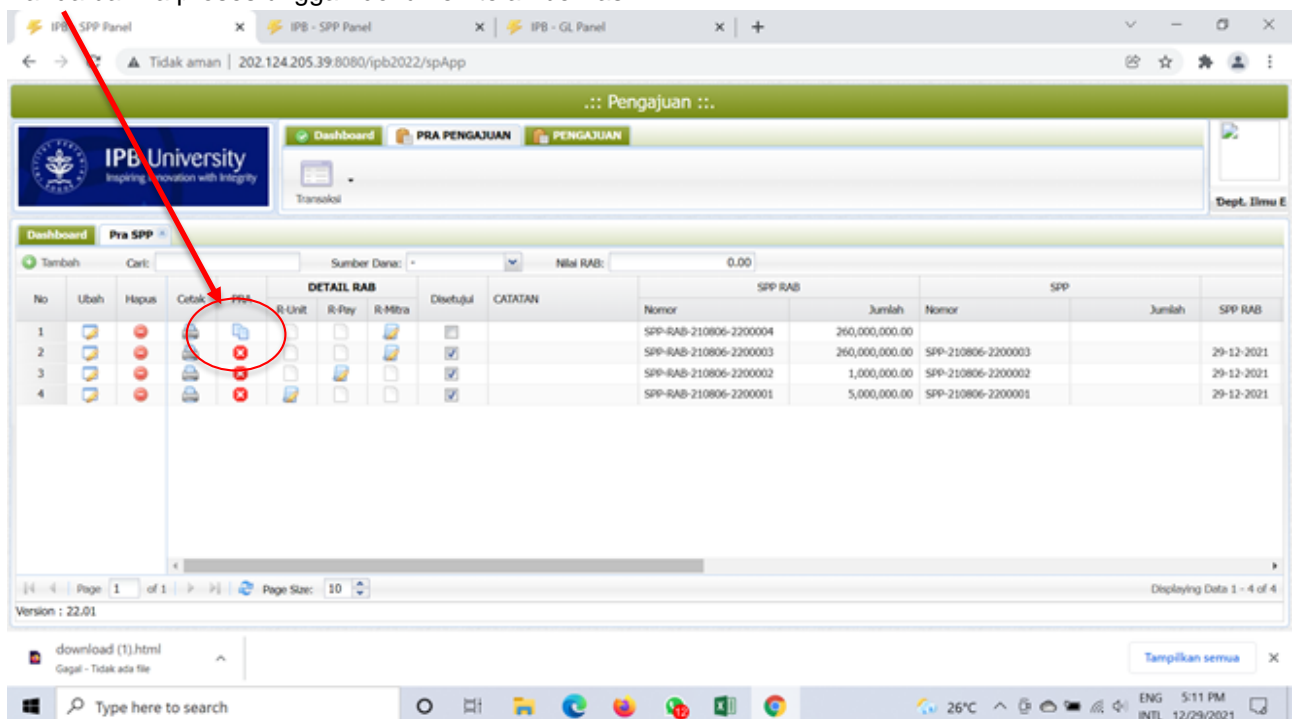 IPB - SPP Panel
IPB - SPP Panel
IPB - GL Panel
Tidak aman | 202.124.205.39:8080/ipb2022/spApp
.:: Pengajuan ::.
IPB University
Inspiring Innovation with Integrity
Dashboard PRA PENGAJUAN PENGAJUAN
Transaksi
Dept. Ilmu E
Dashboard Pra SPP
Tambah Cari: Sumber Dana: - Nilai RAB: 0.00
No Ubah Hapus Cetak PRA DETAIL RAB Disetujui CATATAN SPP RAB SPP
R-Unit R-Pay R-Mitra Nomor Jumlah Nomor Jumlah SPP RAB
1 SPP-RAB-210806-2200004 260,000,000.00
2 SPP-RAB-210806-2200003 260,000,000.00 SPP-210806-2200003 29-12-2021
3 SPP-RAB-210806-2200002 1,000,000.00 SPP-210806-2200002 29-12-2021
4 SPP-RAB-210806-2200001 5,000,000.00 SPP-210806-2200001 29-12-2021
Page 1 of 1 Page Size: 10 Displaying Data 1 - 4 of 4
Version : 22.01
download (1).html
Gagal - Tidak ada file
Tampilkan semua
Type here to search
12
26°C
ENG 5:11 PM
INTL 12/29/2021